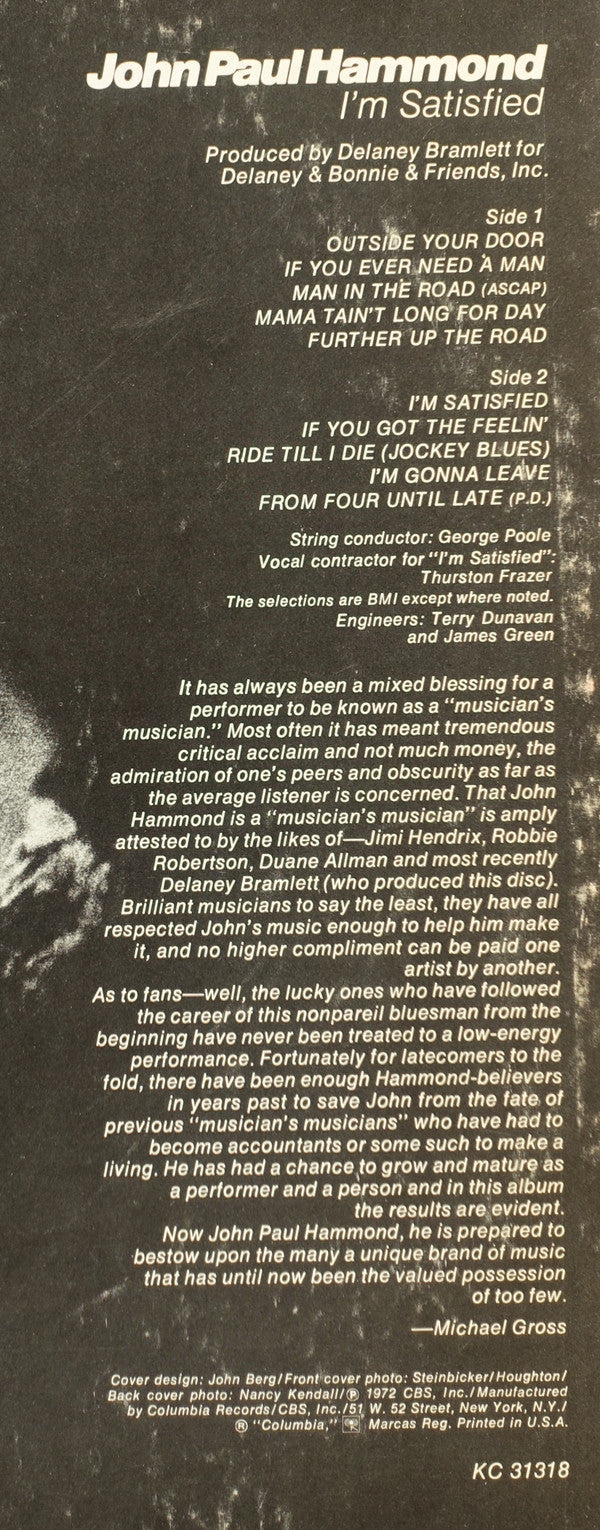 John Paul Hammond
I'm Satisfied
Produced by Delaney Bramlett for
Delaney & Bonnie & Friends, Inc.
Side 1
OUTSIDE YOUR DOOR
IF YOU EVER NEED A MAN
MAN IN THE ROAD (ASCAP)
MAMA TAIN'T LONG FOR DAY
FURTHER UP THE ROAD
Side 2
I'M SATISFIED
IF YOU GOT THE FEELIN'
RIDE TILL I DIE (JOCKEY BLUES)
I'M GONNA LEAVE
FROM FOUR UNTIL LATE (P.D.)
String conductor: George Poole
Vocal contractor for "I'm Satisfied":
Thurston Frazer
The selections are BMI except where noted.
Engineers: Terry Dunavan
and James Green
It has always been a mixed blessing for a
performer to be known as a "musician's
musician." Most often it has meant tremendous
critical acclaim and not much money, the
admiration of one's peers and obscurity as far as
the average listener is concerned. That John
Hammond is a "musician's musician" is amply
attested to by the likes of—Jimi Hendrix, Robbie
Robertson, Duane Allman and most recently
Delaney Bramlett (who produced this disc).
Brilliant musicians to say the least, they have all
respected John's music enough to help him make
it, and no higher compliment can be paid one
artist by another.
As to fans—well, the lucky ones who have followed
the career of this nonpareil bluesman from the
beginning have never been treated to a low-energy
performance. Fortunately for latecomers to the
fold, there have been enough Hammond-believers
in years past to save John from the fate of
previous "musician's musicians" who have had to
become accountants or some such to make a
living. He has had a chance to grow and mature as
a performer and a person and in this album
the results are evident.
Now John Paul Hammond, he is prepared to
bestow upon the many a unique brand of music
that has until now been the valued possession
of too few.
—Michael Gross
Cover design: John Berg/Front cover photo: Steinbicker/Houghton/
Back cover photo: Nancy Kendall/℗ 1972 CBS, Inc./Manufactured
by Columbia Records/CBS, Inc./51 W. 52 Street, New York, N.Y./
® "Columbia," Marcas Reg. Printed in U.S.A.
KC 31318